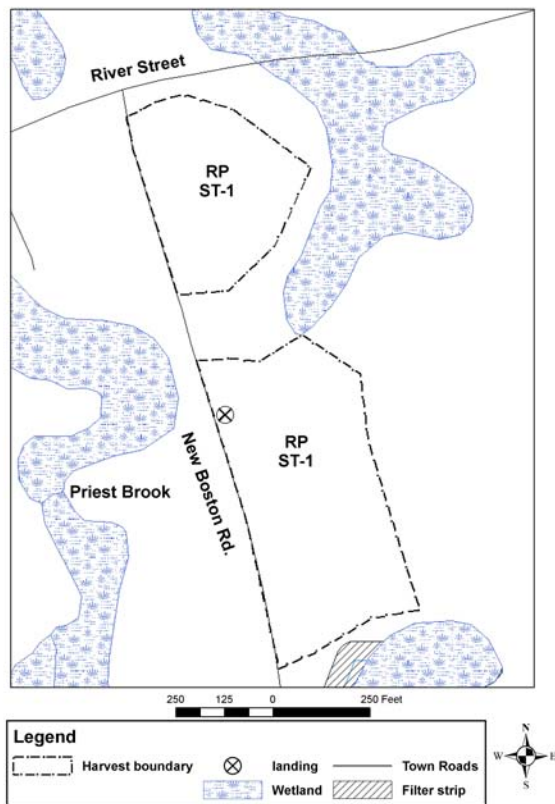 River Street
RP
ST-1
RP
ST-1
New Boston Rd.
Priest Brook
250 125 0 250 Feet
Legend
Harvest boundary
landing
Town Roads
Wetland
Filter strip
N
W E
S